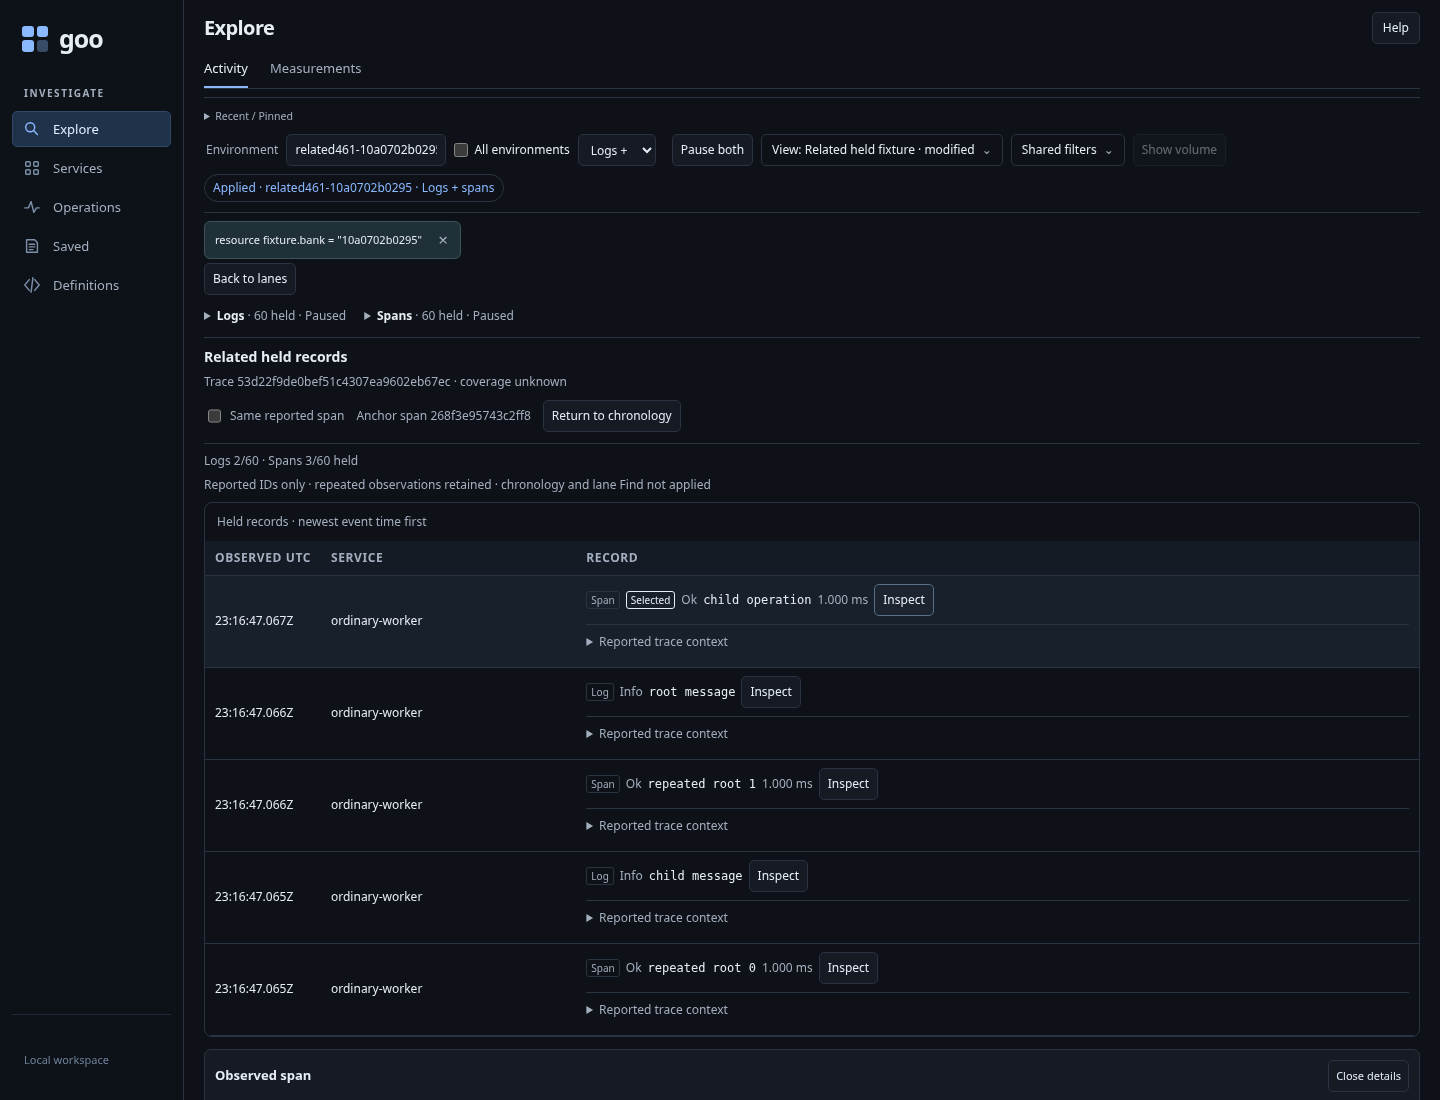 goo
INVESTIGATE
Explore
Services
Operations
Saved
Definitions
Local workspace
Explore
Help
Activity Measurements
Recent / Pinned
Environment related461-10a0702b0295 All environments Logs + Pause both View: Related held fixture · modified Shared filters Show volume
Applied · related461-10a0702b0295 · Logs + spans
resource fixture.bank = "10a0702b0295" ✕
Back to lanes
Logs · 60 held · Paused Spans · 60 held · Paused
Related held records
Trace 53d22f9de0bef51c4307ea9602eb67ec · coverage unknown
Same reported span Anchor span 268f3e95743c2ff8 Return to chronology
Logs 2/60 · Spans 3/60 held
Reported IDs only · repeated observations retained · chronology and lane Find not applied
Held records · newest event time first
OBSERVED UTC SERVICE RECORD
23:16:47.067Z ordinary-worker Span Selected Ok child operation 1.000 ms Inspect
Reported trace context
23:16:47.066Z ordinary-worker Log Info root message Inspect
Reported trace context
23:16:47.066Z ordinary-worker Span Ok repeated root 1 1.000 ms Inspect
Reported trace context
23:16:47.065Z ordinary-worker Log Info child message Inspect
Reported trace context
23:16:47.065Z ordinary-worker Span Ok repeated root 0 1.000 ms Inspect
Reported trace context
Observed span Close details